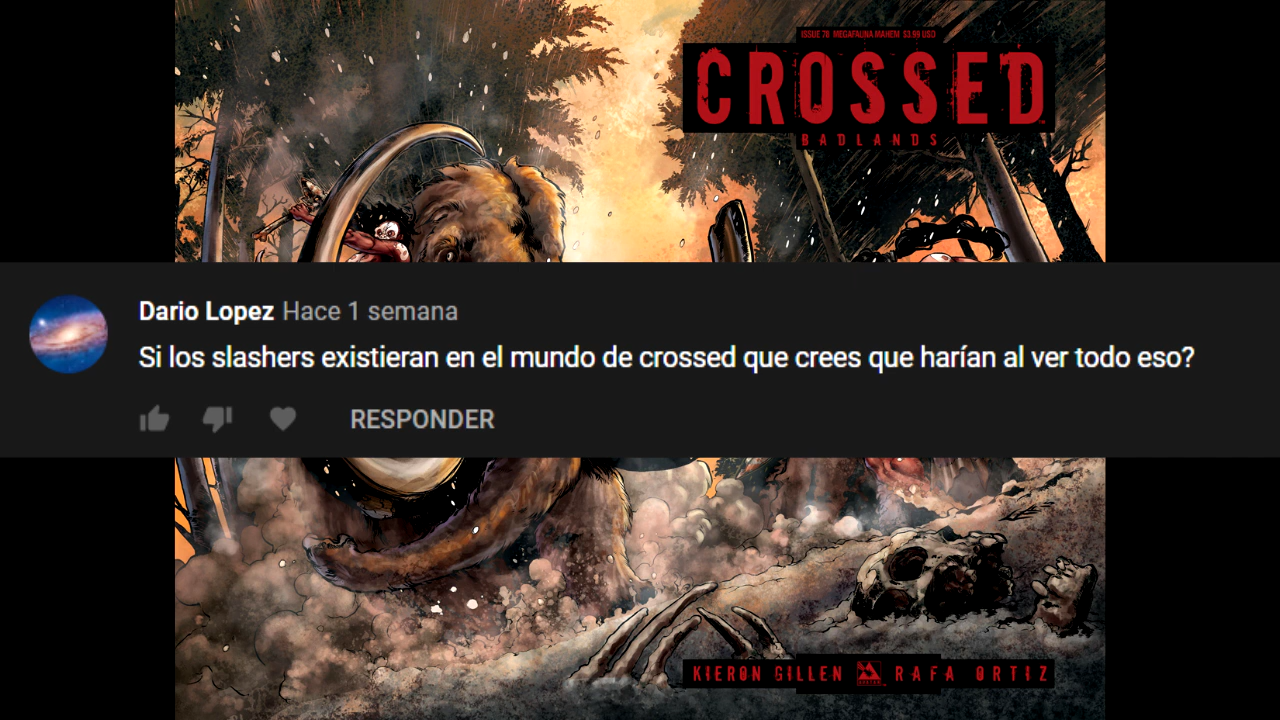 ISSUE 78 MEGAFAUNA MAHEM $3.99 USD
CROSSED
BADLANDS
Dario Lopez Hace 1 semana
Si los slashers existieran en el mundo de crossed que crees que harían al ver todo eso?
RESPONDER
KIERON GILLEN RAFA ORTIZ